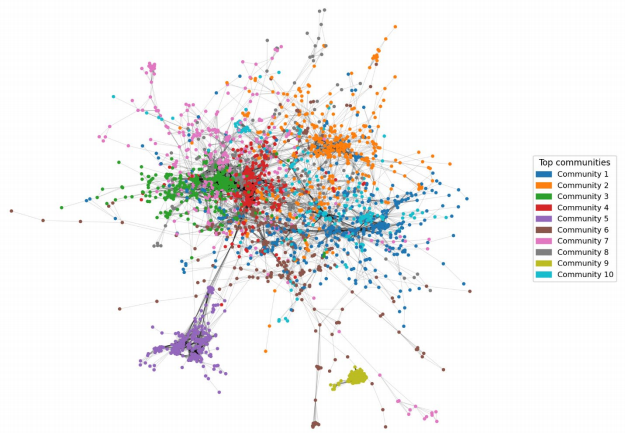 Top communities
Community 1
Community 2
Community 3
Community 4
Community 5
Community 6
Community 7
Community 8
Community 9
Community 10